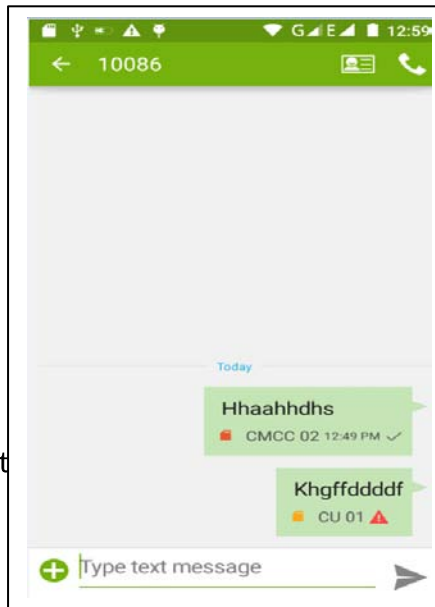 G E 12:59
10086
Today
Hhaahhdhs
CMCC 02 12:49 PM
t
Khgffddddf
CU 01
Type text message